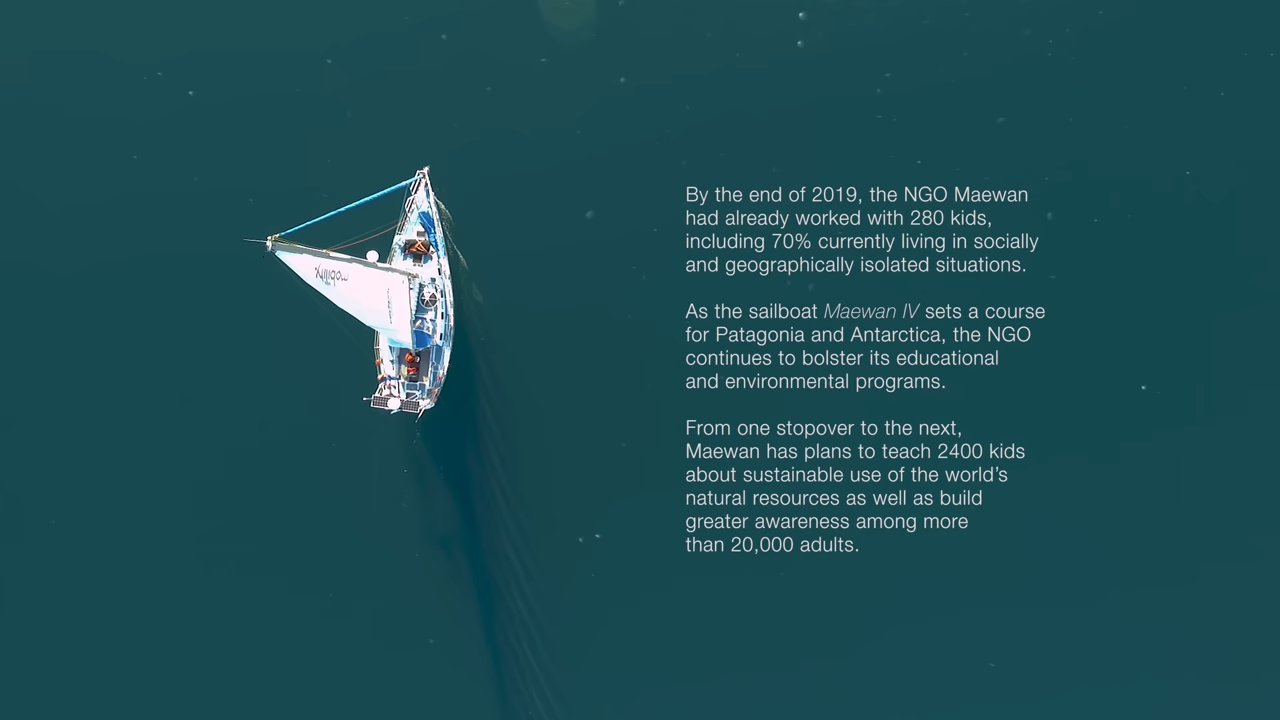 By the end of 2019, the NGO Maewan
had already worked with 280 kids,
including 70% currently living in socially
and geographically isolated situations.
As the sailboat Maewan IV sets a course
for Patagonia and Antarctica, the NGO
continues to bolster its educational
and environmental programs.
From one stopover to the next,
Maewan has plans to teach 2400 kids
about sustainable use of the world’s
natural resources as well as build
greater awareness among more
than 20,000 adults.